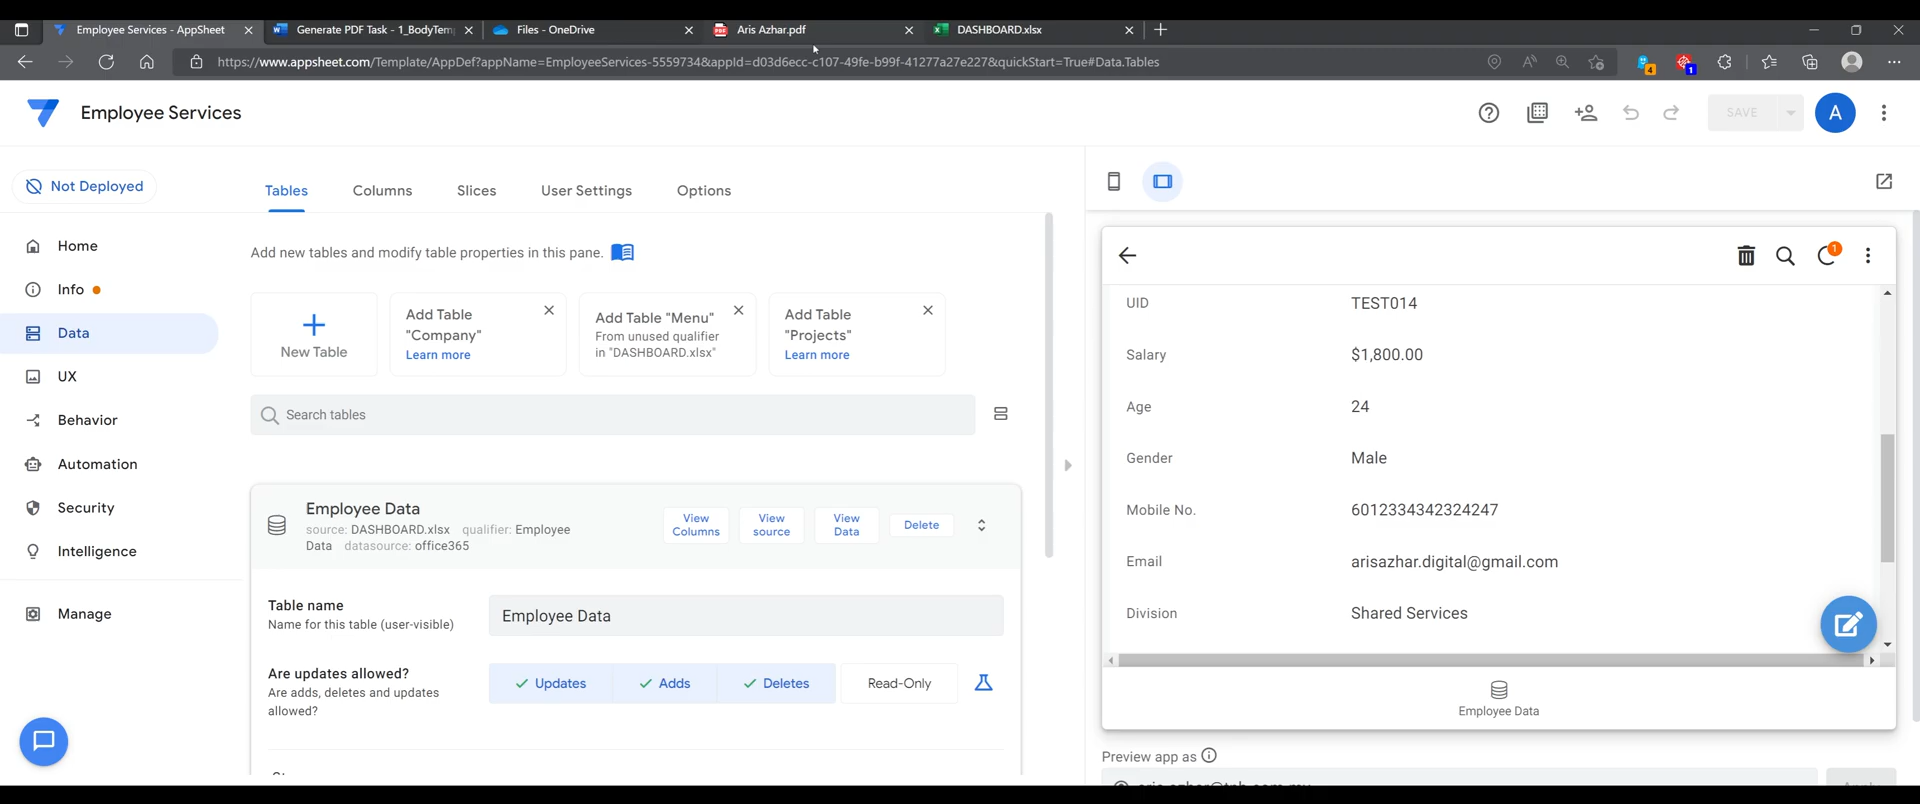 Employee Services - AppSheet
Generate PDF Task - 1_BodyTem
Files - OneDrive
Aris Azhar.pdf
DASHBOARD.xlsx
https://www.appsheet.com/Template/AppDef?appName=EmployeeServices-5559734&appId=d03d6ecc-c107-49fe-b99f-41277a27e227&quickStart=True#Data.Tables
4
1
Employee Services
SAVE
A
Not Deployed
Tables
Columns
Slices
User Settings
Options
Home
Info
Data
UX
Behavior
Automation
Security
Intelligence
Manage
Add new tables and modify table properties in this pane.
New Table
Add Table
"Company"
Learn more
Add Table "Menu"
From unused qualifier
in "DASHBOARD.xlsx"
Add Table
"Projects"
Learn more
Search tables
Employee Data
source: DASHBOARD.xlsx qualifier: Employee
Data datasource: office365
View
Columns
View
source
View
Data
Delete
Table name
Name for this table (user-visible)
Employee Data
Are updates allowed?
Are adds, deletes and updates
allowed?
Updates
Adds
Deletes
Read-Only
1
UID TEST014
Salary $1,800.00
Age 24
Gender Male
Mobile No. 6012334342324247
Email arisazhar.digital@gmail.com
Division Shared Services
Employee Data
Preview app as